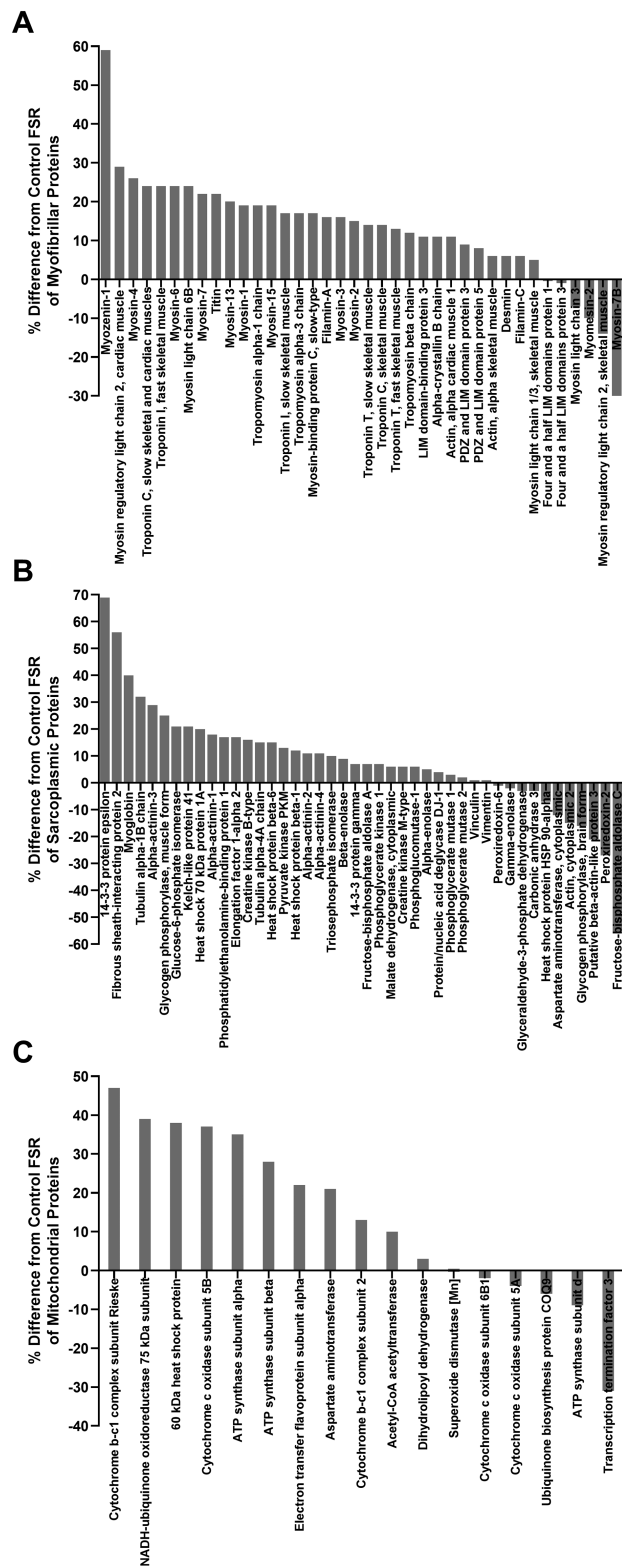 A
% Difference from Control FSR
of Myofibrillar Proteins
60
50
40
30
20
10
0
-10
-20
-30
Myozenin-1
Myosin regulatory light chain 2, cardiac muscle
Myosin-4
Troponin C, slow skeletal and cardiac muscles
Troponin I, fast skeletal muscle
Myosin-6
Myosin light chain 6B
Myosin-7
Titin
Myosin-13
Myosin-1
Tropomyosin alpha-1 chain
Myosin-15
Troponin I, slow skeletal muscle
Tropomyosin alpha-3 chain
Myosin-binding protein C, slow-type
Filamin-A
Myosin-3
Myosin-2
Troponin T, slow skeletal muscle
Troponin C, skeletal muscle
Troponin T, fast skeletal muscle
Tropomyosin beta chain
LIM domain-binding protein 3
Alpha-crystallin B chain
Actin, alpha cardiac muscle 1
PDZ and LIM domain protein 3
PDZ and LIM domain protein 5
Actin, alpha skeletal muscle
Desmin
Filamin-C
Myosin light chain 1/3, skeletal muscle
Four and a half LIM domains protein 1
Four and a half LIM domains protein 3
Myosin light chain 3
Myomesin-2
Myosin regulatory light chain 2, skeletal muscle
Myosin-7B
B
% Difference from Control FSR
of Sarcoplasmic Proteins
70
60
50
40
30
20
10
0
-10
-20
-30
-40
-50
-60
14-3-3 protein epsilon
Fibrous sheath-interacting protein 2
Myoglobin
Tubulin alpha-1B chain
Alpha-actinin-3
Glycogen phosphorylase, muscle form
Glucose-6-phosphate isomerase
Kelch-like protein 41
Heat shock 70 kDa protein 1A
Alpha-actinin-1
Phosphatidylethanolamine-binding protein 1
Elongation factor 1-alpha 2
Creatine kinase B-type
Tubulin alpha-4A chain
Heat shock protein beta-6
Pyruvate kinase PKM
Heat shock protein beta-1
Alpha-actinin-2
Alpha-actinin-4
Triosephosphate isomerase
Beta-enolase
14-3-3 protein gamma
Fructose-bisphosphate aldolase A
Phosphoglycerate kinase 1
Malate dehydrogenase, cytoplasmic
Creatine kinase M-type
Phosphoglucomutase-1
Alpha-enolase
Protein/nucleic acid deglycase DJ-1
Phosphoglycerate mutase 1
Phosphoglycerate mutase 2
Vinculin
Vimentin
Peroxiredoxin-6
Gamma-enolase
Glyceraldehyde-3-phosphate dehydrogenase
Carbonic anhydrase 3
Heat shock protein HSP 90-alpha
Aspartate aminotransferase, cytoplasmic
Actin, cytoplasmic 2
Glycogen phosphorylase, brain form
Putative beta-actin-like protein 3
Peroxiredoxin-2
Fructose-bisphosphate aldolase C
C
% Difference from Control FSR
of Mitochondrial Proteins
50
40
30
20
10
0
-10
-20
-30
-40
Cytochrome b-c1 complex subunit Rieske
NADH-ubiquinone oxidoreductase 75 kDa subunit
60 kDa heat shock protein
Cytochrome c oxidase subunit 5B
ATP synthase subunit alpha
ATP synthase subunit beta
Electron transfer flavoprotein subunit alpha
Aspartate aminotransferase
Cytochrome b-c1 complex subunit 2
Acetyl-CoA acetyltransferase
Dihydrolipoyl dehydrogenase
Superoxide dismutase [Mn]
Cytochrome c oxidase subunit 6B1
Cytochrome c oxidase subunit 5A
Ubiquinone biosynthesis protein COQ9
ATP synthase subunit d
Transcription termination factor 3